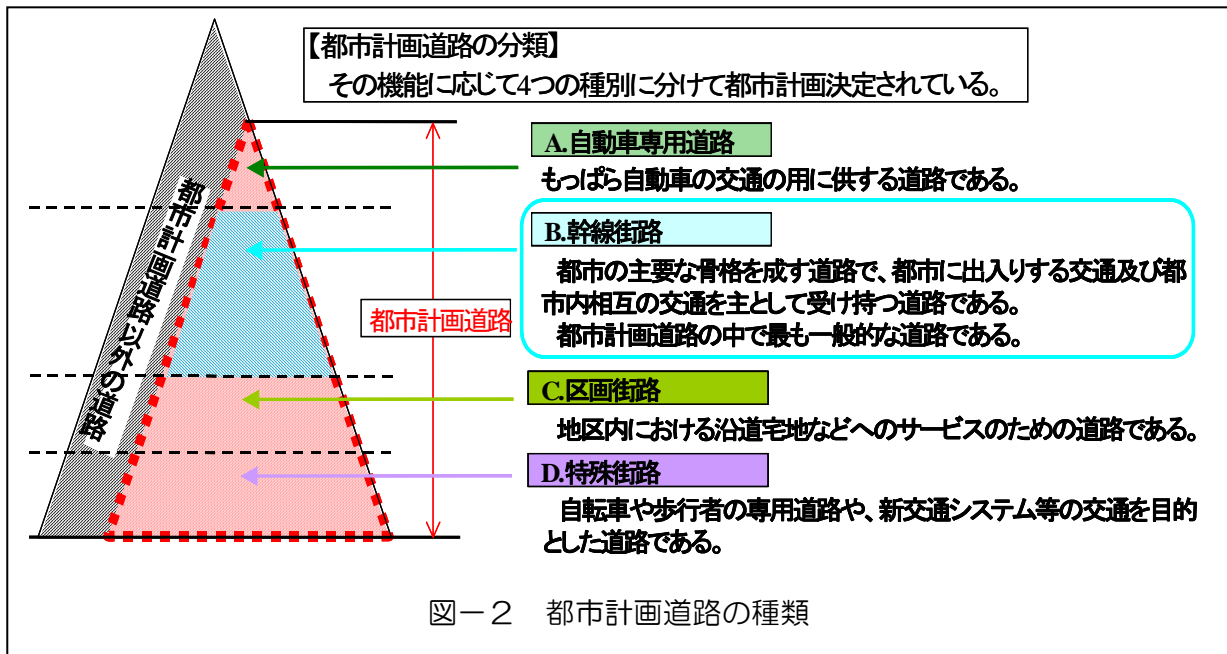 【都市計画道路の分類】
その機能に応じて4つの種別に分けて都市計画決定されている。
都市計画道路以外の道路
都市計画道路
A.自動車専用道路
もっぱら自動車の交通の用に供する道路である。
B.幹線街路
都市の主要な骨格を成す道路で、都市に出入りする交通及び都
市内相互の交通を主として受け持つ道路である。
都市計画道路の中で最も一般的な道路である。
C.区画街路
地区内における沿道宅地などへのサービスのための道路である。
D.特殊街路
自転車や歩行者の専用道路や、新交通システム等の交通を目的
とした道路である。
図－2　都市計画道路の種類